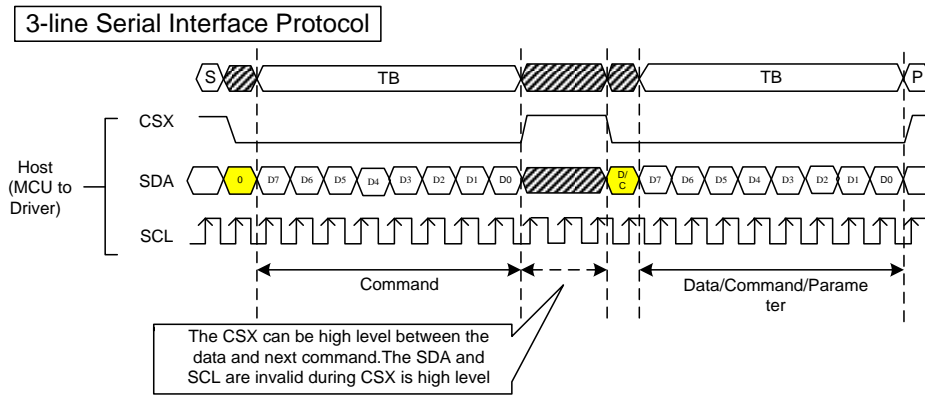 3-line Serial Interface Protocol
S TB TB P
CSX
Host
(MCU to
Driver)
SDA 0 D7 D6 D5 D4 D3 D2 D1 D0 D/
C D7 D6 D5 D4 D3 D2 D1 D0
SCL
Command
Data/Command/Parame
ter
The CSX can be high level between the
data and next command.The SDA and
SCL are invalid during CSX is high level